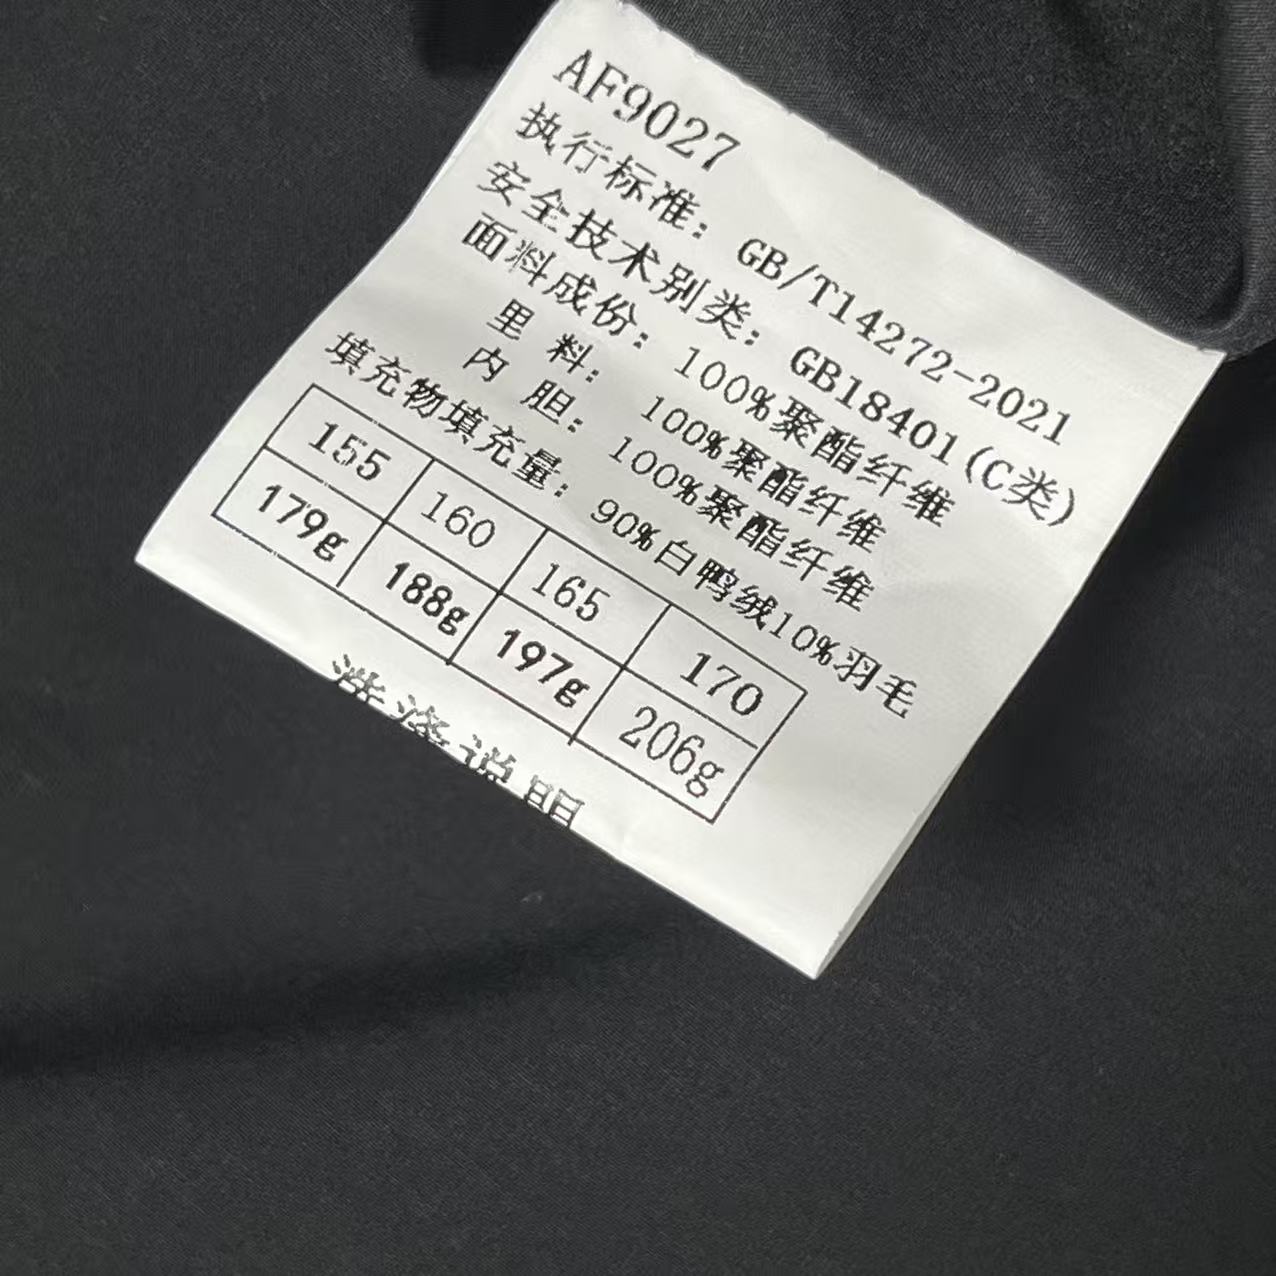 AF9027
执行标准：GB/T14272-2021
安全技术别类：GB18401(C类)
面料成份：100%聚酯纤维
里 料：100%聚酯纤维
内 胆：100%聚酯纤维
填充物填充量：90%白鸭绒10%羽毛
155 160 165 170
179g 188g 197g 206g
洗涤说明